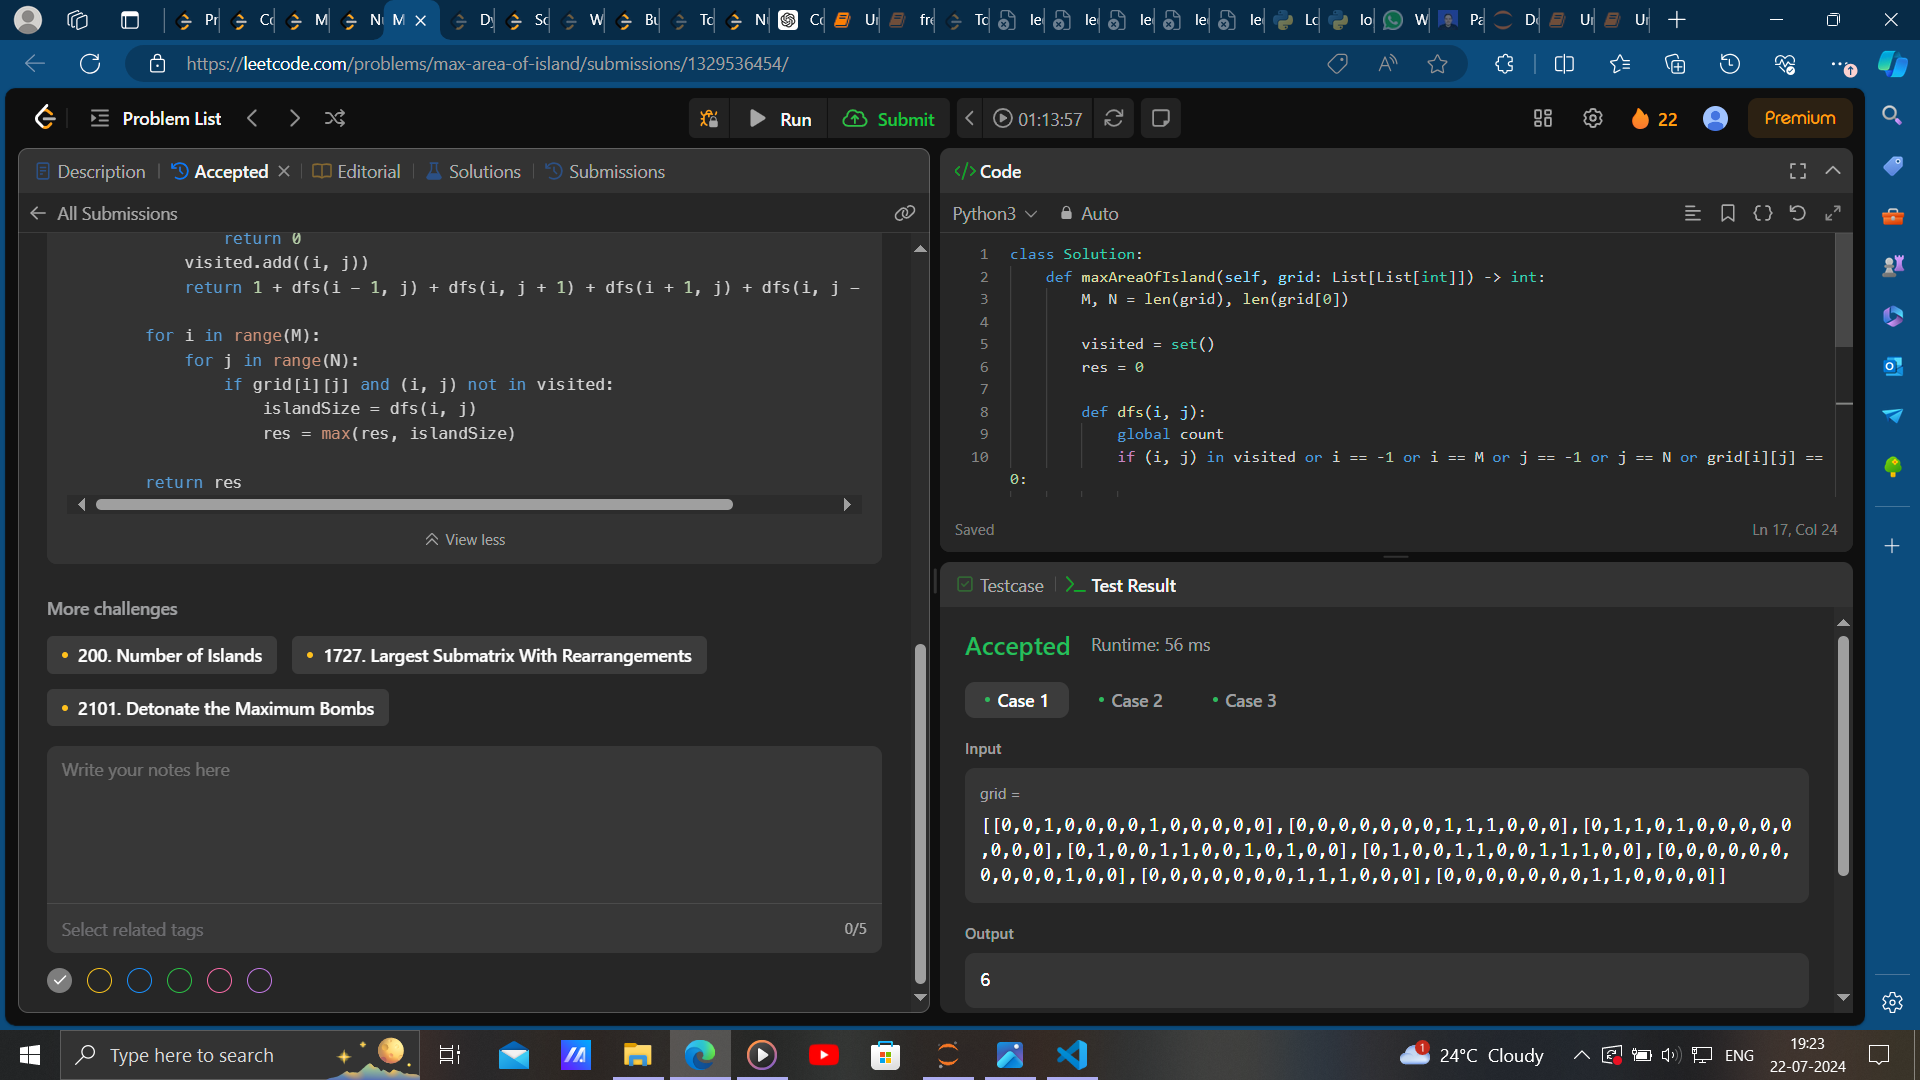 Pr
Co
M
Nu
M
Dy
So
W
Bu
To
Nu
Co
Ur
fre
To
le
le
le
le
le
Lo
lo
W
Pa
D
Ur
Ur
https://leetcode.com/problems/max-area-of-island/submissions/1329536454/
Problem List
Run
Submit
01:13:57
22
Premium
Description
Accepted
Editorial
Solutions
Submissions
All Submissions
return 0
visited.add((i, j))
return 1 + dfs(i - 1, j) + dfs(i, j + 1) + dfs(i + 1, j) + dfs(i, j -
for i in range(M):
for j in range(N):
if grid[i][j] and (i, j) not in visited:
islandSize = dfs(i, j)
res = max(res, islandSize)
return res
View less
More challenges
200. Number of Islands
1727. Largest Submatrix With Rearrangements
2101. Detonate the Maximum Bombs
Write your notes here
Select related tags
0/5
</> Code
Python3
Auto
1 class Solution:
2 def maxAreaOfIsland(self, grid: List[List[int]]) -> int:
3 M, N = len(grid), len(grid[0])
4
5 visited = set()
6 res = 0
7
8 def dfs(i, j):
9 global count
10 if (i, j) in visited or i == -1 or i == M or j == -1 or j == N or grid[i][j] ==
0:
Saved
Ln 17, Col 24
Testcase
Test Result
Accepted
Runtime: 56 ms
Case 1
Case 2
Case 3
Input
grid =
[[0,0,1,0,0,0,0,1,0,0,0,0,0],[0,0,0,0,0,0,0,1,1,1,0,0,0],[0,1,1,0,1,0,0,0,0,0
,0,0,0],[0,1,0,0,1,1,0,0,1,0,1,0,0],[0,1,0,0,1,1,0,0,1,1,1,0,0],[0,0,0,0,0,0,
0,0,0,0,1,0,0],[0,0,0,0,0,0,0,1,1,1,0,0,0],[0,0,0,0,0,0,0,1,1,0,0,0,0]]
Output
6
Type here to search
1
24°C Cloudy
ENG
19:23
22-07-2024